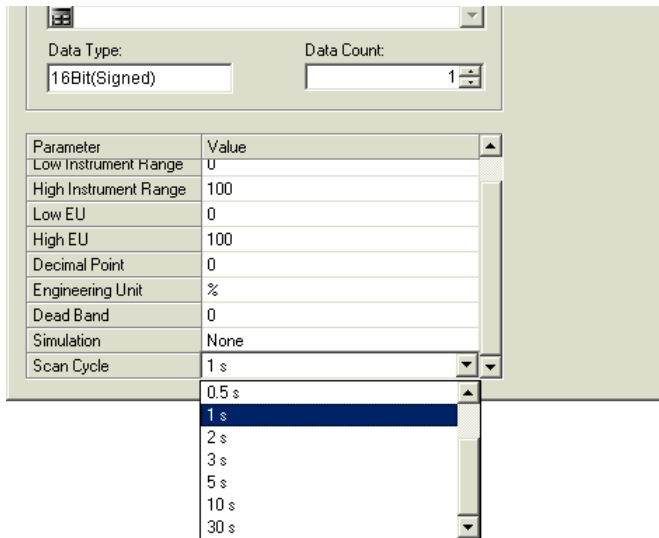 Data Type: Data Count:
16Bit(Signed) 1
Parameter Value
Low Instrument Range 0
High Instrument Range 100
Low EU 0
High EU 100
Decimal Point 0
Engineering Unit %
Dead Band 0
Simulation None
Scan Cycle 1 s
0.5 s
1 s
2 s
3 s
5 s
10 s
30 s